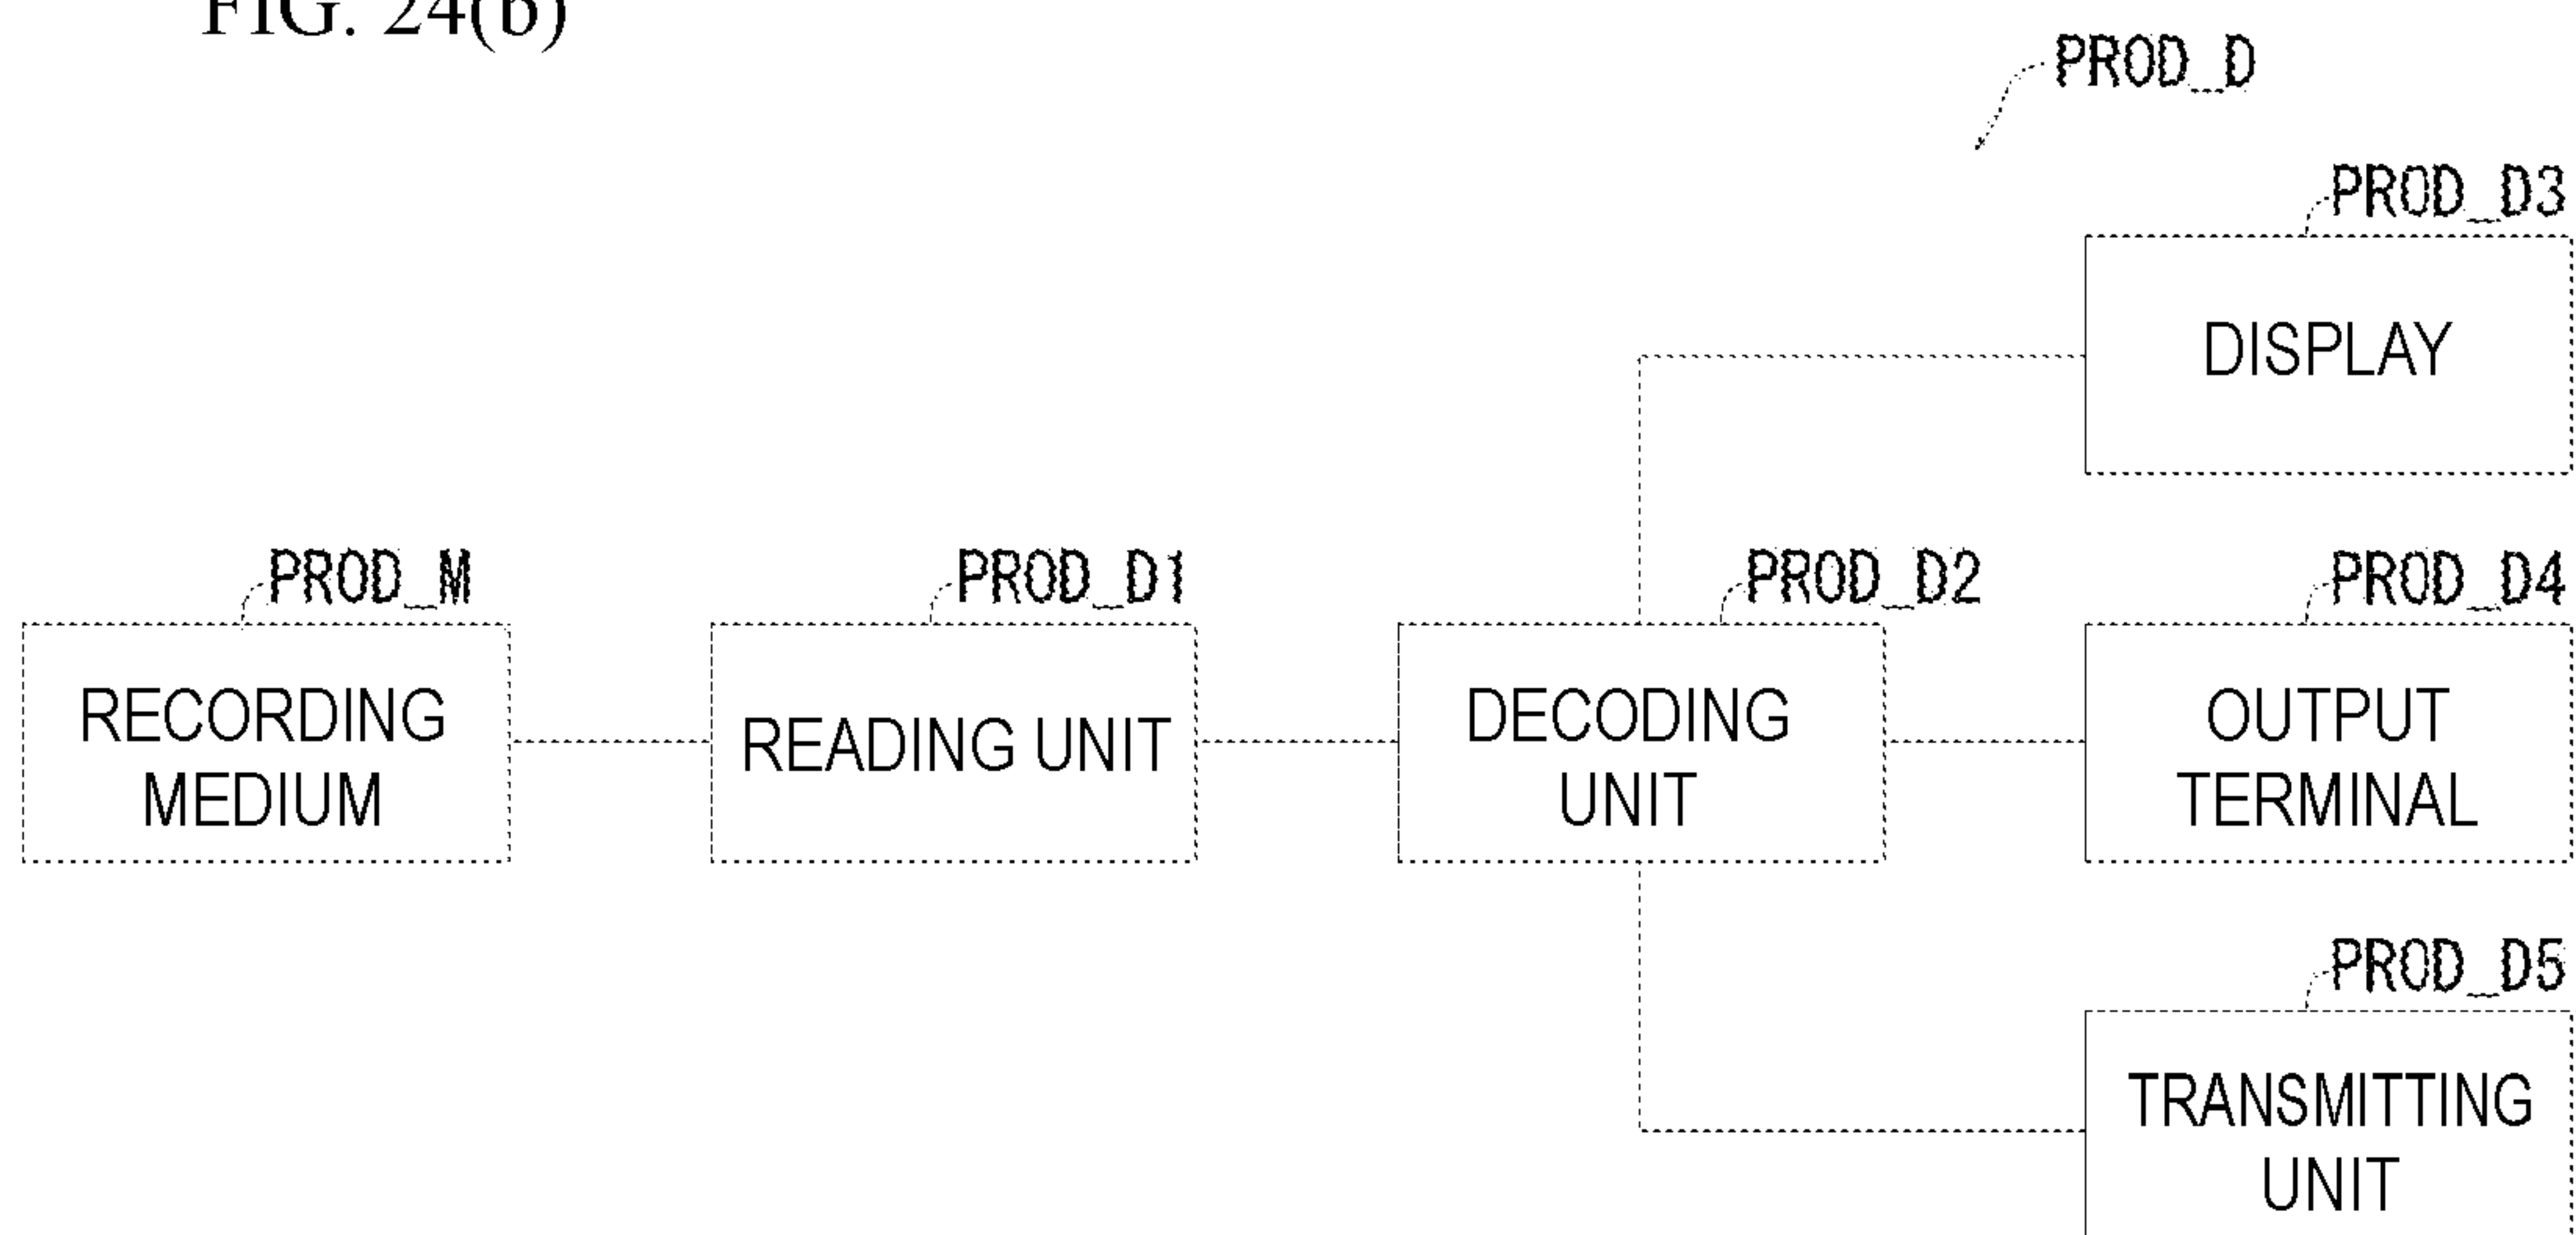 FIG. 24(b)
PROD_D
PROD_D3
DISPLAY
PROD_M
PROD_D1
PROD_D2
PROD_D4
RECORDING
MEDIUM
READING UNIT
DECODING
UNIT
OUTPUT
TERMINAL
PROD_D5
TRANSMITTING
UNIT